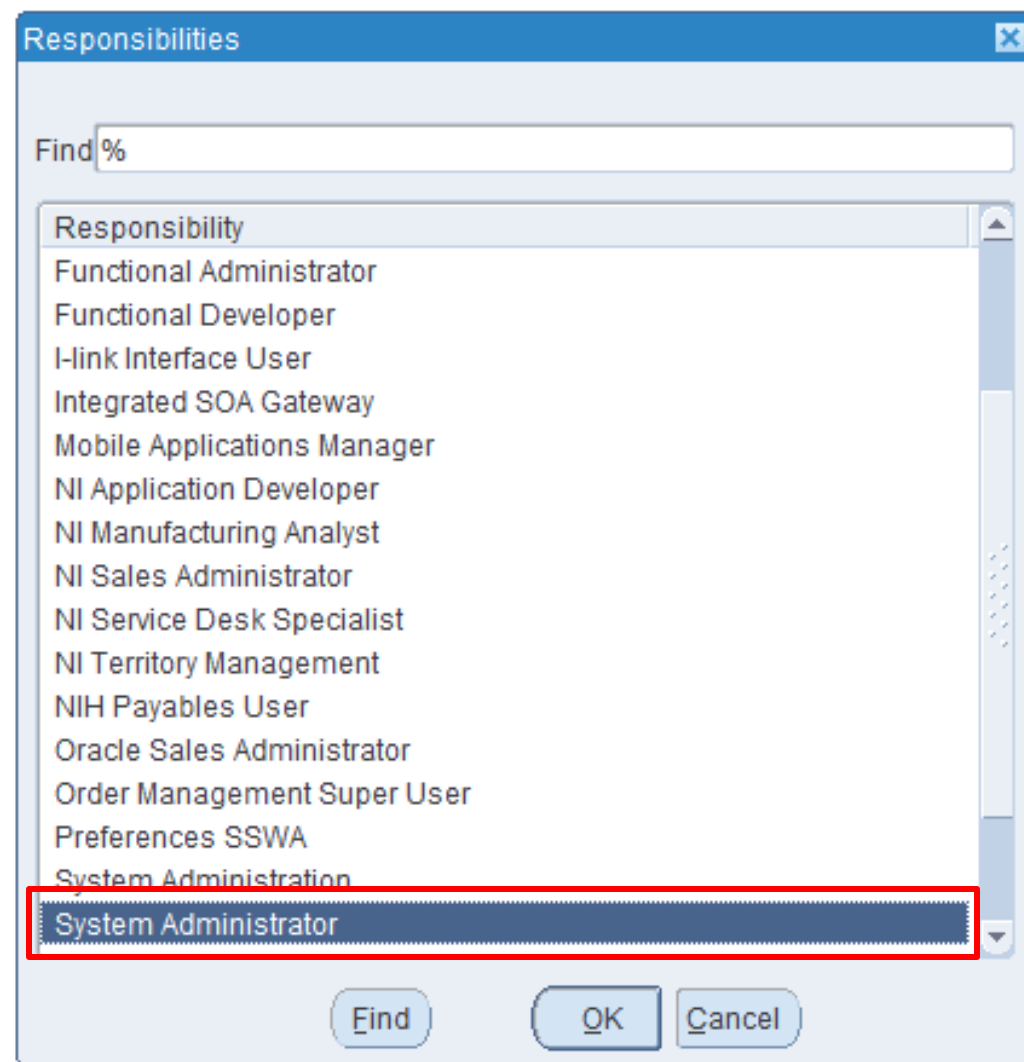 Responsibilities
Find %
Responsibility
Functional Administrator
Functional Developer
I-link Interface User
Integrated SOA Gateway
Mobile Applications Manager
NI Application Developer
NI Manufacturing Analyst
NI Sales Administrator
NI Service Desk Specialist
NI Territory Management
NIH Payables User
Oracle Sales Administrator
Order Management Super User
Preferences SSWA
System Administration
System Administrator
Find OK Cancel